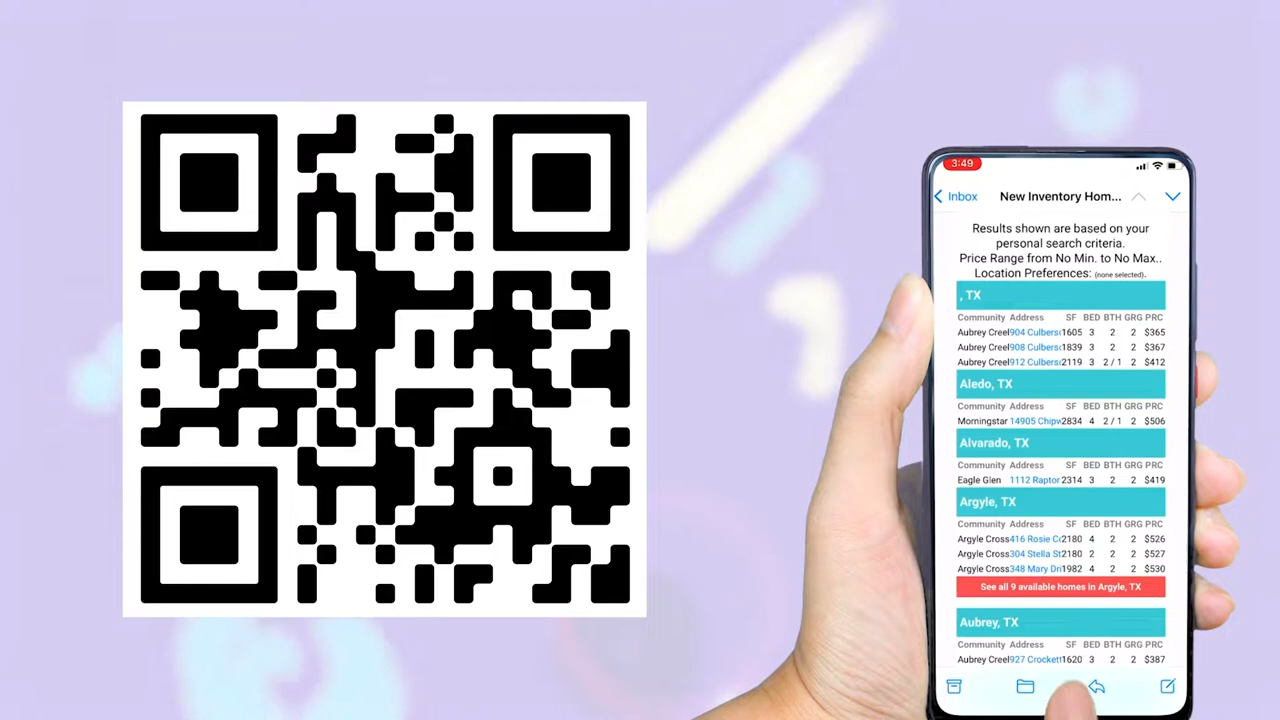 3:49
Inbox New Inventory Hom...
Results shown are based on your
personal search criteria.
Price Range from No Min. to No Max..
Location Preferences: (none selected).
, TX
Community Address SF BED BTH GRG PRC
Aubrey Creel 904 Culbers 1605 3 2 2 $365
Aubrey Creel 908 Culbers 1839 3 2 2 $367
Aubrey Creel 912 Culbers 2119 3 2 / 1 2 $412
Aledo, TX
Community Address SF BED BTH GRG PRC
Morningstar 14905 Chipw 2834 4 2 / 1 2 $506
Alvarado, TX
Community Address SF BED BTH GRG PRC
Eagle Glen 1112 Raptor 2314 3 2 2 $419
Argyle, TX
Community Address SF BED BTH GRG PRC
Argyle Cross 416 Rosie C 2180 4 2 2 $526
Argyle Cross 304 Stella St 2180 2 2 2 $527
Argyle Cross 348 Mary Dri 1982 4 2 2 $530
See all 9 available homes in Argyle, TX
Aubrey, TX
Community Address SF BED BTH GRG PRC
Aubrey Creel 927 Crockett 1620 3 2 2 $387